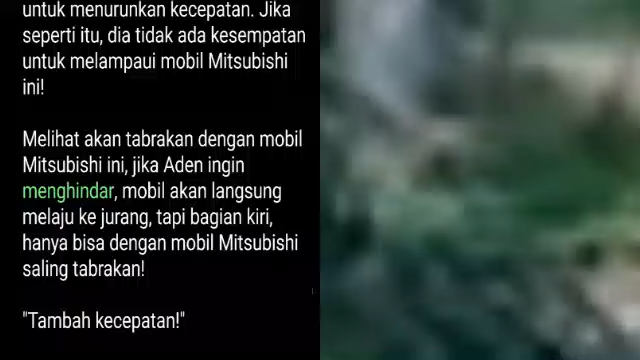 untuk menurunkan kecepatan. Jika
seperti itu, dia tidak ada kesempatan
untuk melampaui mobil Mitsubishi
ini!
Melihat akan tabrakan dengan mobil
Mitsubishi ini, jika Aden ingin
menghindar, mobil akan langsung
melaju ke jurang, tapi bagian kiri,
hanya bisa dengan mobil Mitsubishi
saling tabrakan!
"Tambah kecepatan!"